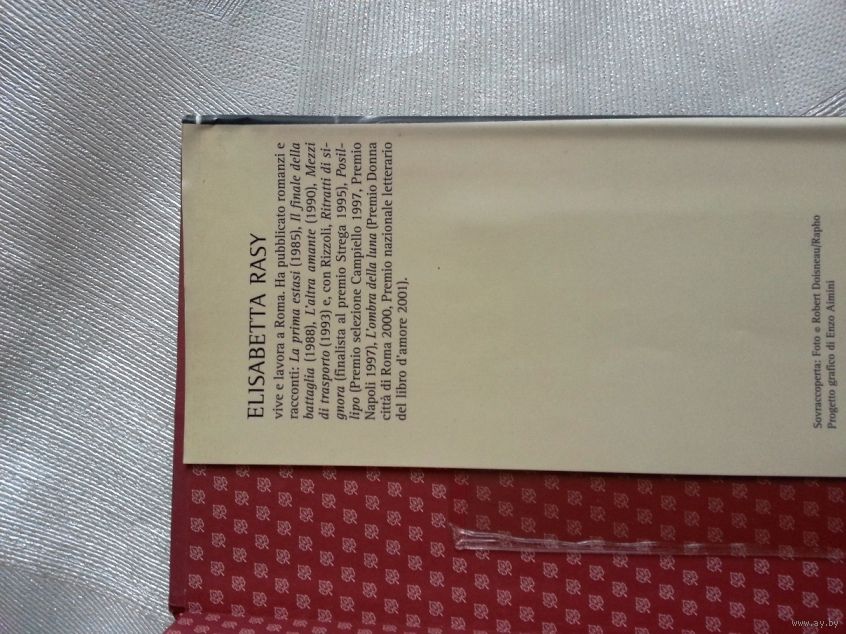 ELISABETTA RASY
vive e lavora a Roma. Ha pubblicato romanzi e
racconti: La prima estasi (1985), Il finale della
battaglia (1988), L'altra amante (1990), Mezzi
di trasporto (1993) e, con Rizzoli, Ritratti di si-
gnora (finalista al premio Strega 1995), Posil-
lipo (Premio selezione Campiello 1997, Premio
Napoli 1997), L'ombra della luna (Premio Donna
città di Roma 2000, Premio nazionale letterario
del libro d'amore 2001).
Sovraccoperta: Foto © Robert Doisneau/Rapho
Progetto grafico di Enzo Aimini
www.ay.by